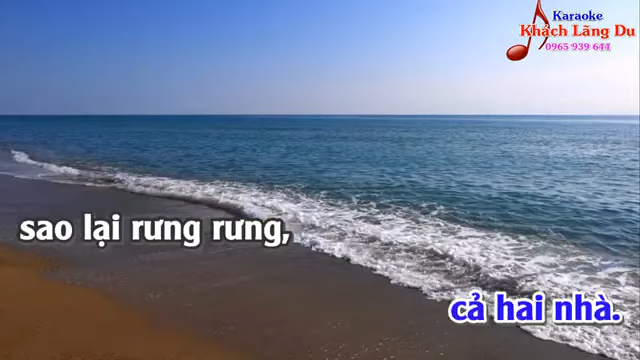 Karaoke
Khách Lãng Du
0965 939 644
sao lại rưng rưng,
cả hai nhà.